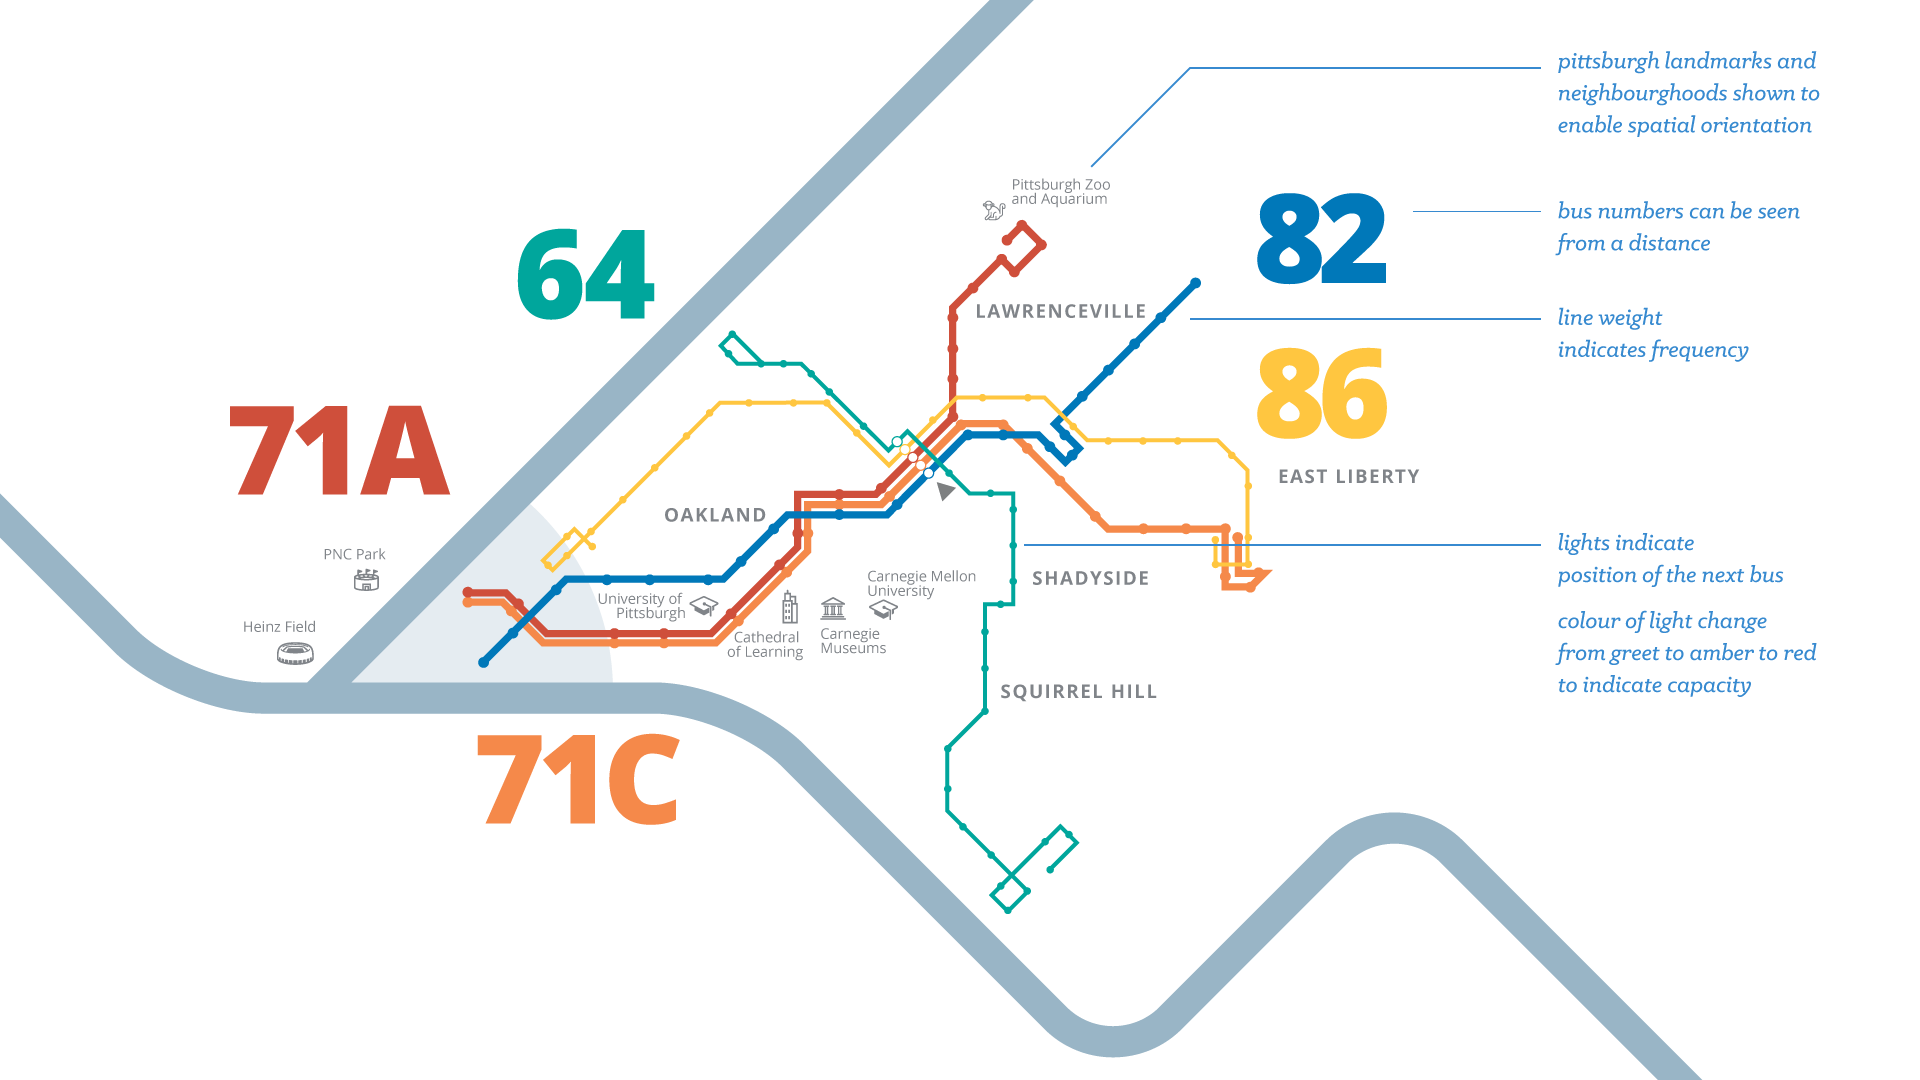 pittsburgh landmarks and
neighbourghoods shown to
enable spatial orientation
Pittsburgh Zoo
and Aquarium
82
bus numbers can be seen
from a distance
64
LAWRENCEVILLE
line weight
indicates frequency
86
71A
EAST LIBERTY
OAKLAND
lights indicate
position of the next bus
PNC Park
SHADYSIDE
Carnegie Mellon
University
University of
Pittsburgh
Heinz Field
Cathedral
of Learning
Carnegie
Museums
colour of light change
from greet to amber to red
to indicate capacity
SQUIRREL HILL
71C